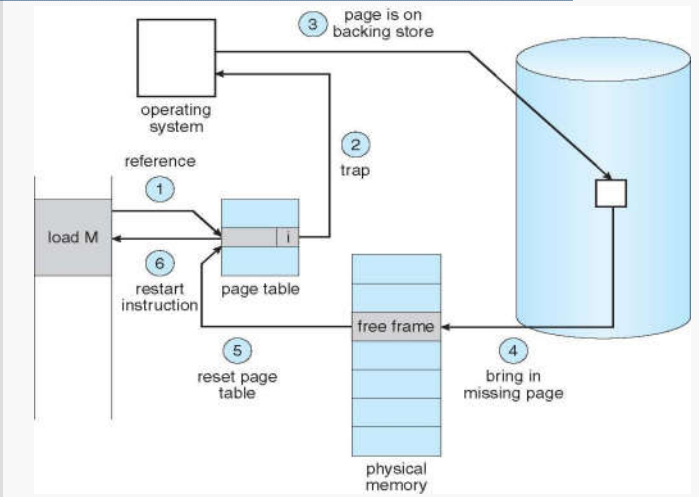 3
page is on
backing store
operating
system
2
trap
reference
1
load M
i
6
restart
instruction
page table
free frame
5
reset page
table
4
bring in
missing page
physical
memory